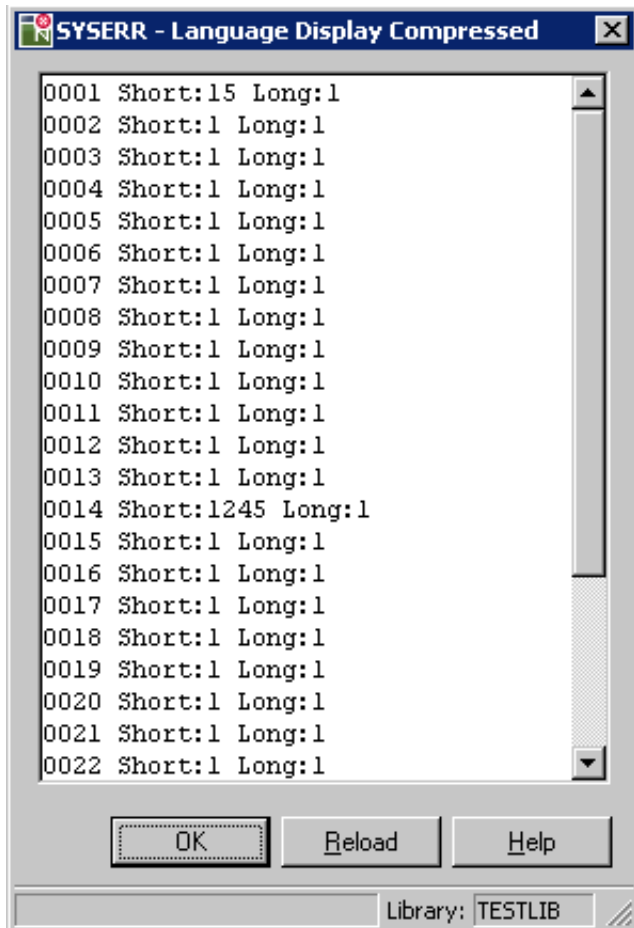 SYSERR - Language Display Compressed
0001 Short:15 Long:1
0002 Short:1 Long:1
0003 Short:1 Long:1
0004 Short:1 Long:1
0005 Short:1 Long:1
0006 Short:1 Long:1
0007 Short:1 Long:1
0008 Short:1 Long:1
0009 Short:1 Long:1
0010 Short:1 Long:1
0011 Short:1 Long:1
0012 Short:1 Long:1
0013 Short:1 Long:1
0014 Short:1245 Long:1
0015 Short:1 Long:1
0016 Short:1 Long:1
0017 Short:1 Long:1
0018 Short:1 Long:1
0019 Short:1 Long:1
0020 Short:1 Long:1
0021 Short:1 Long:1
0022 Short:1 Long:1
OK Reload Help
Library: TESTLIB